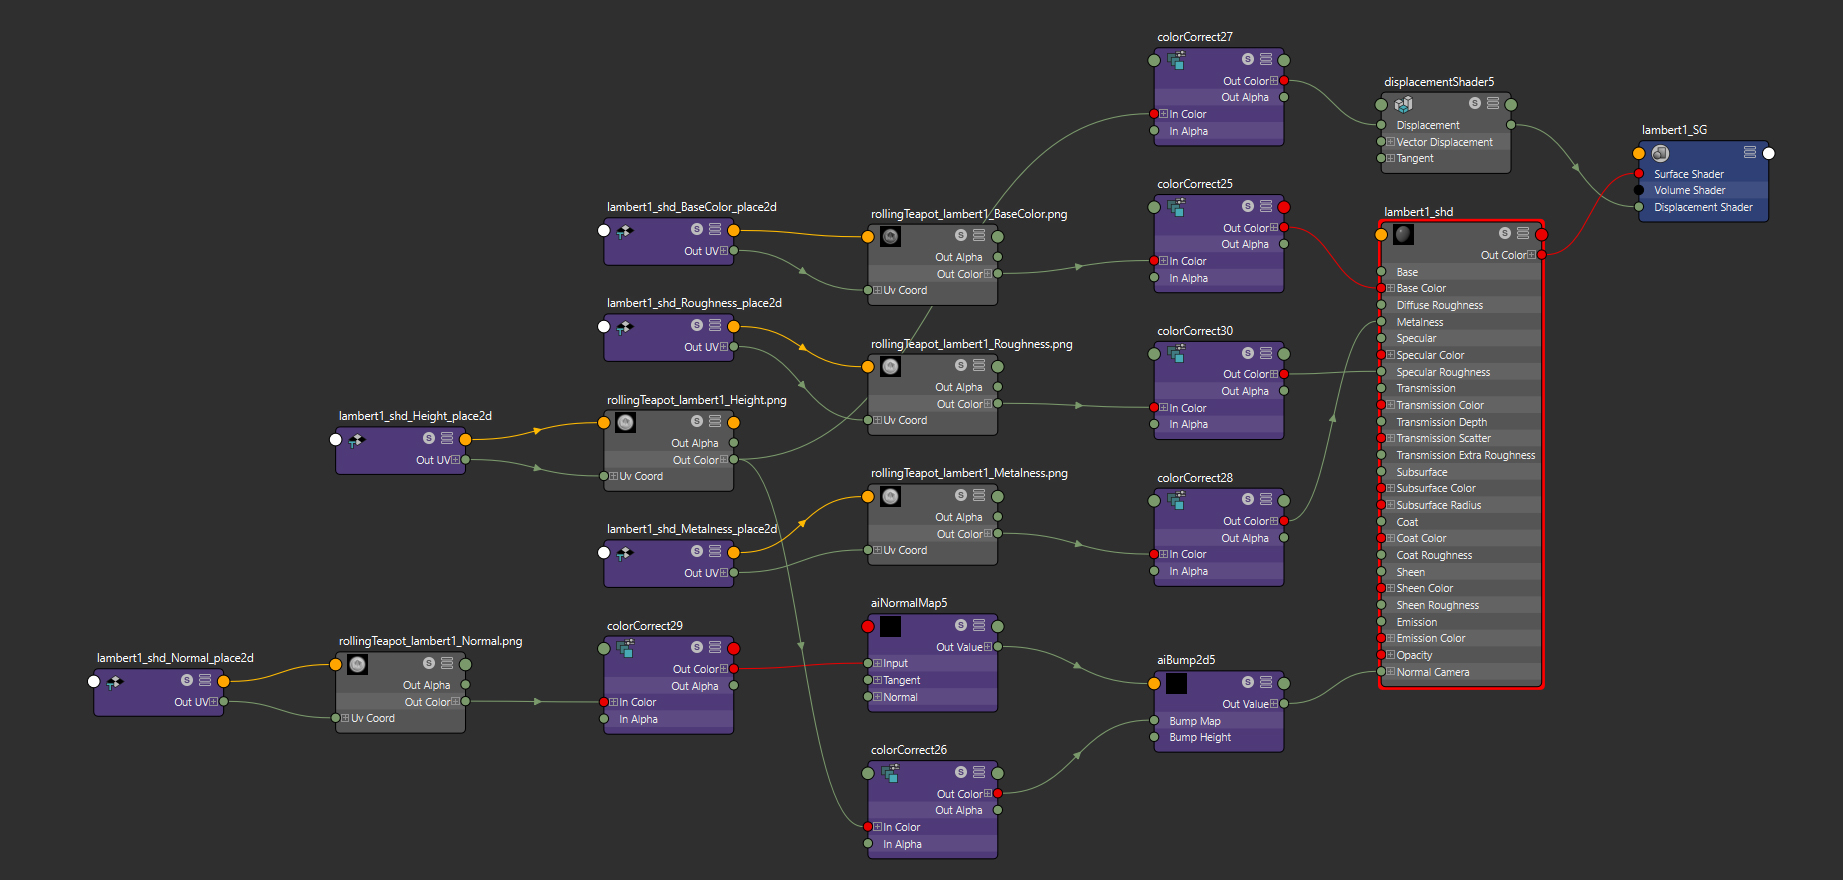 colorCorrect27
Out Color
Out Alpha
In Color
In Alpha
displacementShader5
Displacement
Vector Displacement
Tangent
lambert1_SG
Surface Shader
Volume Shader
Displacement Shader
colorCorrect25
Out Color
Out Alpha
In Color
In Alpha
lambert1_shd_BaseColor_place2d
Out UV
rollingTeapot_lambert1_BaseColor.png
Out Alpha
Out Color
Uv Coord
lambert1_shd
Out Color
Base
Base Color
Diffuse Roughness
Metalness
Specular
Specular Color
Specular Roughness
Transmission
Transmission Color
Transmission Depth
Transmission Scatter
Transmission Extra Roughness
Subsurface
Subsurface Color
Subsurface Radius
Coat
Coat Color
Coat Roughness
Sheen
Sheen Color
Sheen Roughness
Emission
Emission Color
Opacity
Normal Camera
lambert1_shd_Roughness_place2d
Out UV
rollingTeapot_lambert1_Roughness.png
Out Alpha
Out Color
Uv Coord
colorCorrect30
Out Color
Out Alpha
In Color
In Alpha
lambert1_shd_Height_place2d
Out UV
rollingTeapot_lambert1_Height.png
Out Alpha
Out Color
Uv Coord
rollingTeapot_lambert1_Metalness.png
Out Alpha
Out Color
Uv Coord
colorCorrect28
Out Color
Out Alpha
In Color
In Alpha
lambert1_shd_Metalness_place2d
Out UV
lambert1_shd_Normal_place2d
Out UV
rollingTeapot_lambert1_Normal.png
Out Alpha
Out Color
Uv Coord
colorCorrect29
Out Color
Out Alpha
In Color
In Alpha
aiNormalMap5
Out Value
Input
Tangent
Normal
aiBump2d5
Out Value
Bump Map
Bump Height
colorCorrect26
Out Color
Out Alpha
In Color
In Alpha